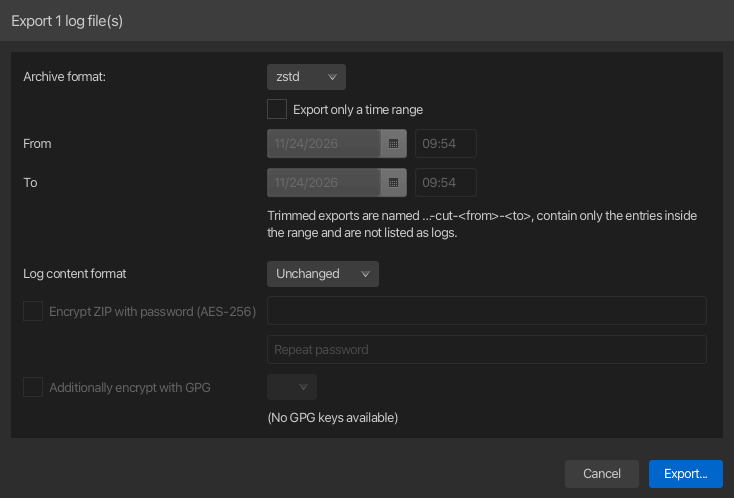 Export 1 log file(s)
Archive format:
zstd
Export only a time range
From
11/24/2026
09:54
To
11/24/2026
09:54
Trimmed exports are named ...-cut-<from>-<to>, contain only the entries inside
the range and are not listed as logs.
Log content format
Unchanged
Encrypt ZIP with password (AES-256)
Repeat password
Additionally encrypt with GPG
(No GPG keys available)
Cancel
Export...